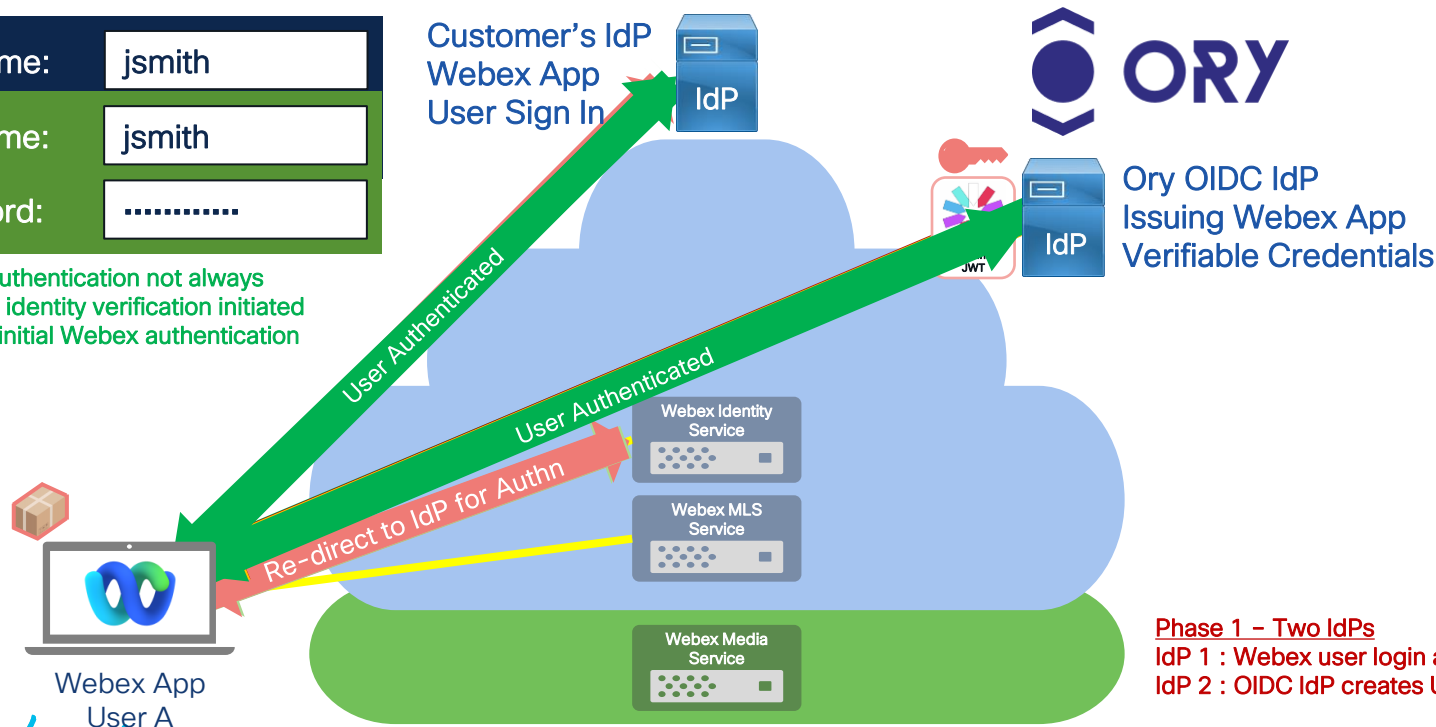 me:
jsmith
me:
jsmith
ord:
............
uthentication not always
identity verification initiated
initial Webex authentication
Customer’s IdP
Webex App
User Sign In
IdP
ORY
Ory OIDC IdP
Issuing Webex App
Verifiable Credentials
IdP
JWT
User Authenticated
User Authenticated
Re-direct to IdP for Authn
Webex Identity
Service
Webex MLS
Service
Webex Media
Service
Webex App
User A
Phase 1 – Two IdPs
IdP 1 : Webex user login
IdP 2 : OIDC IdP creates